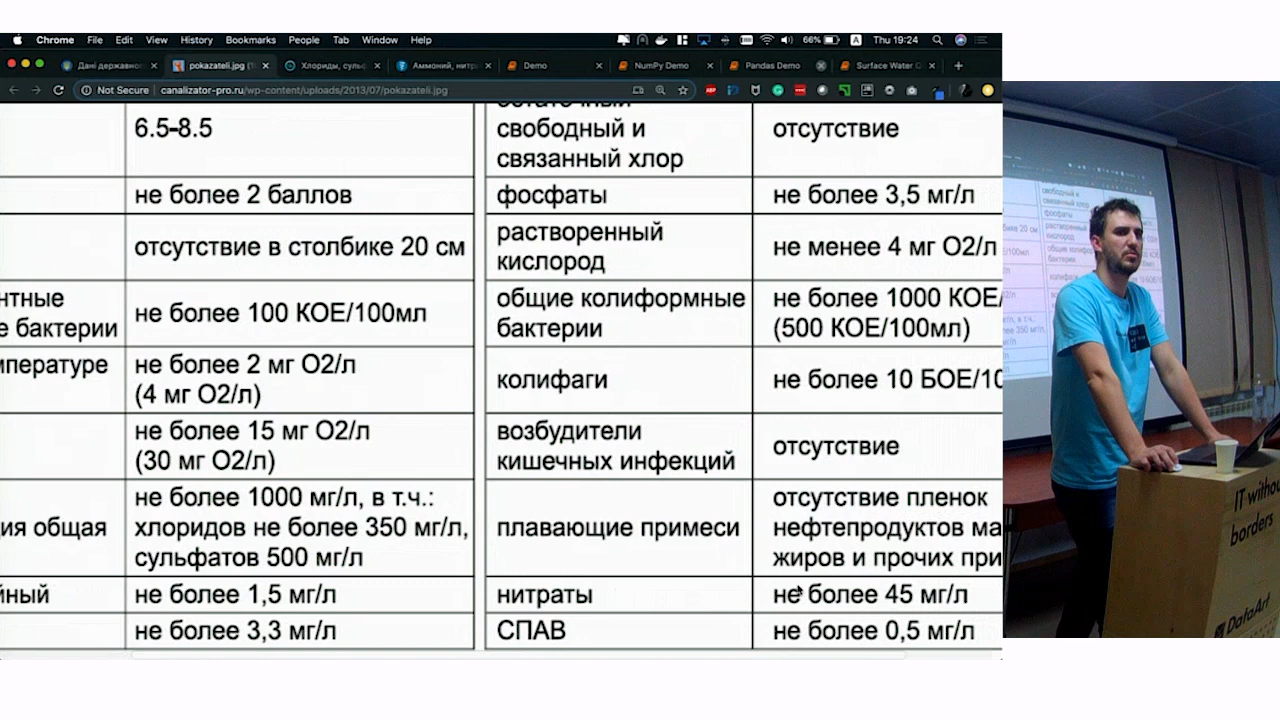 Chrome File Edit View History Bookmarks People Tab Window Help 66% A Thu 19:24
Дані державног pokazateli.jpg Хлориды, сульф Аммоний, нитра Demo NumPy Demo Pandas Demo Surface Water
Not Secure canalizator-pro.ru/wp-content/uploads/2013/07/pokazateli.jpg
6.5-8.5
свободный и
связанный хлор
отсутствие
не более 2 баллов
фосфаты
не более 3,5 мг/л
отсутствие в столбике 20 см
растворенный
кислород
не менее 4 мг О2/л
нтные
е бактерии
не более 100 КОЕ/100мл
общие колиформные
бактерии
не более 1000 КОЕ/
(500 КОЕ/100мл)
мпературе
не более 2 мг О2/л
(4 мг О2/л)
колифаги
не более 10 БОЕ/10
не более 15 мг О2/л
(30 мг О2/л)
возбудители
кишечных инфекций
отсутствие
ия общая
не более 1000 мг/л, в т.ч.:
хлоридов не более 350 мг/л,
сульфатов 500 мг/л
плавающие примеси
отсутствие пленок
нефтепродуктов ма
жиров и прочих при
йный
не более 1,5 мг/л
нитраты
не более 45 мг/л
не более 3,3 мг/л
СПАВ
не более 0,5 мг/л
IT without
borders
DataArt